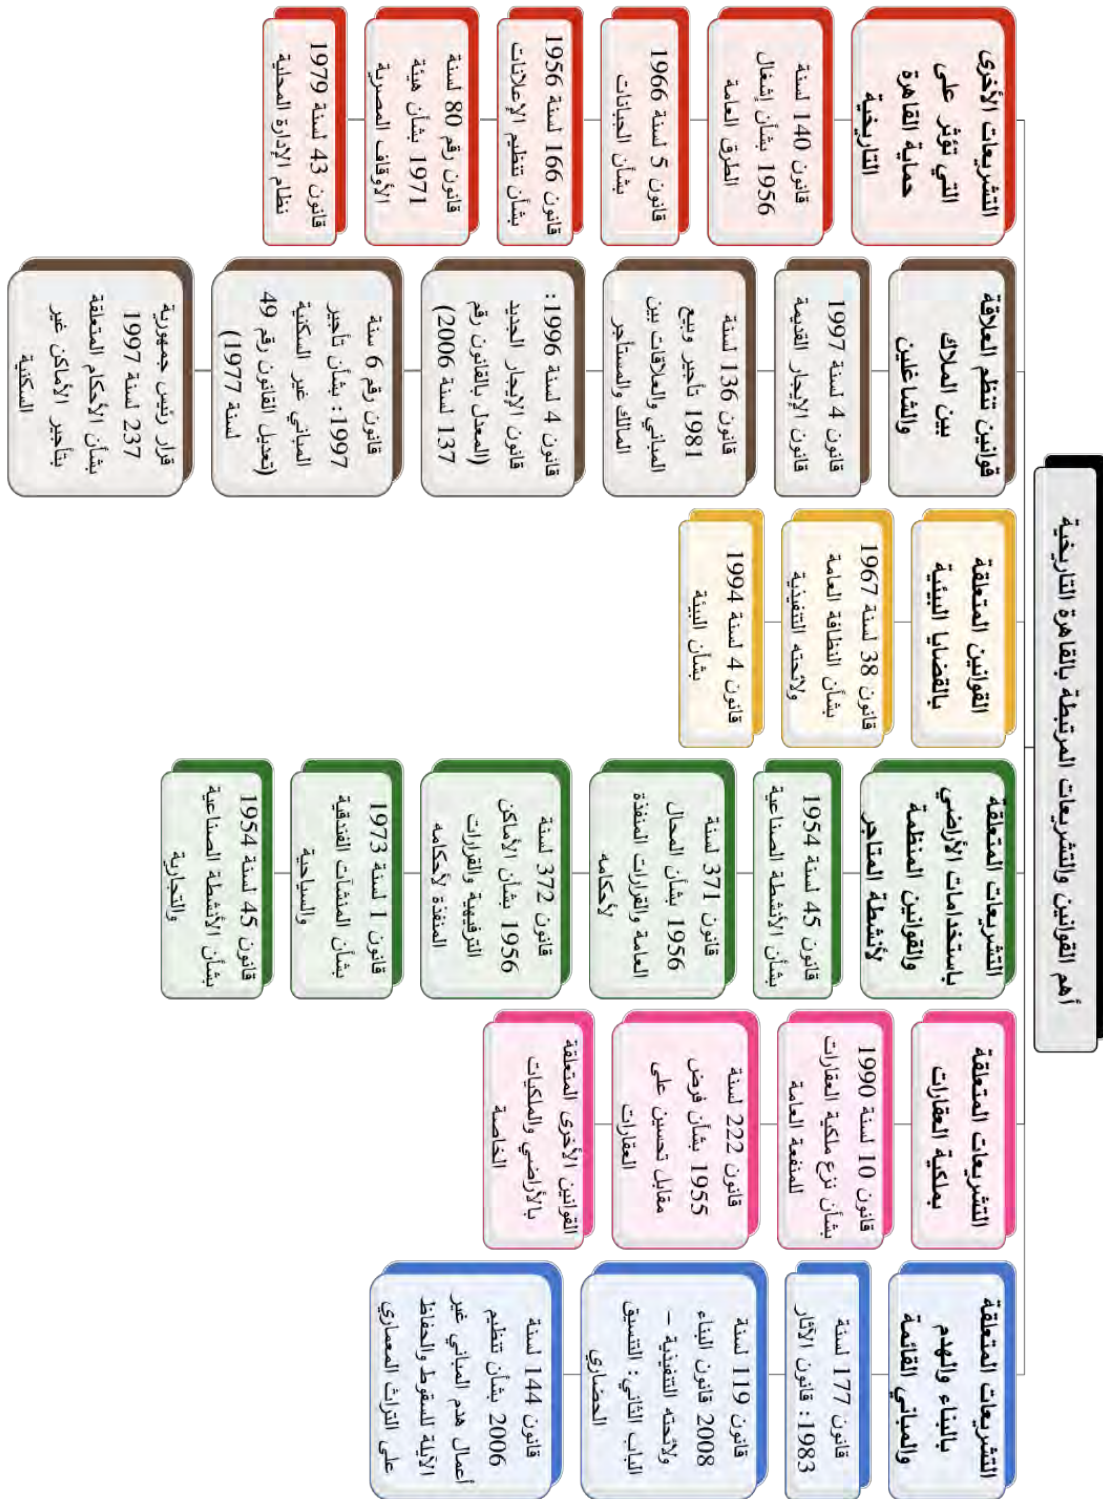 أهم القوانين والتشريعات المرتبطة بالقاهرة التاريخية
التشريعات المتعلقة
بالبناء والهدم
والمباني القائمة
قانون 177 لسنة
1983: قانون الآثار
قانون 119 لسنة
2008 قانون البناء
ولائحته التنفيذية –
الباب الثاني: التنسيق
الحضاري
قانون 144 لسنة
2006 بشأن تنظيم
أعمال هدم المباني غير
الآيلة للسقوط والحفاظ
على التراث المعماري
التشريعات المتعلقة
بملكية العقارات
قانون 10 لسنة 1990
بشأن نزع ملكية العقارات
للمنفعة العامة
قانون 222 لسنة
1955 بشأن فرض
مقابل تحسين على
العقارات
القوانين الأخرى المتعلقة
بالأراضي والملكيات
الخاصة
التشريعات المتعلقة
باستخدامات الأراضي
والقوانين المنظمة
لأنشطة المتاجر
قانون 45 لسنة 1954
بشأن الأنشطة الصناعية
قانون 371 لسنة
1956 بشأن المحال
العامة والقرارات المنفذة
لأحكامه
قانون 372 لسنة
1956 بشأن الأماكن
الترفيهية والقرارات
المنفذة لأحكامه
قانون 1 لسنة 1973
بشأن المنشآت الفندقية
والسياحية
قانون 45 لسنة 1954
بشأن الأنشطة الصناعية
والتجارية
القوانين المتعلقة
بالقضايا البيئية
قانون 38 لسنة 1967
بشأن النظافة العامة
ولائحته التنفيذية
قانون 4 لسنة 1994
بشأن البيئة
قوانين تنظم العلاقة
بين الملاك
والشاغلين
قانون 4 لسنة 1997
قانون الإيجار القديمة
قانون 136 لسنة
1981 تأجير وبيع
المباني والعلاقات بين
المالك والمستأجر
قانون 4 لسنة 1996:
قانون الإيجار الجديد
(المعدل بالقانون رقم
137 لسنة 2006)
قانون رقم 6 سنة
1997: بشأن تأجير
المباني غير السكنية
(تعديل القانون رقم 49
لسنة 1977)
قرار رئيس جمهورية
237 لسنة 1997
بشأن الأحكام المتعلقة
بتأجير الأماكن غير
السكنية
التشريعات الأخرى
التي تؤثر على
حماية القاهرة
التاريخية
قانون 140 لسنة
1956 بشأن إشغال
الطرق العامة
قانون 5 لسنة 1966
بشأن الجبانات
قانون 166 لسنة 1956
بشأن تنظيم الإعلانات
قانون رقم 80 لسنة
1971 بشأن هيئة
الأوقاف المصرية
قانون 43 لسنة 1979
نظام الإدارة المحلية